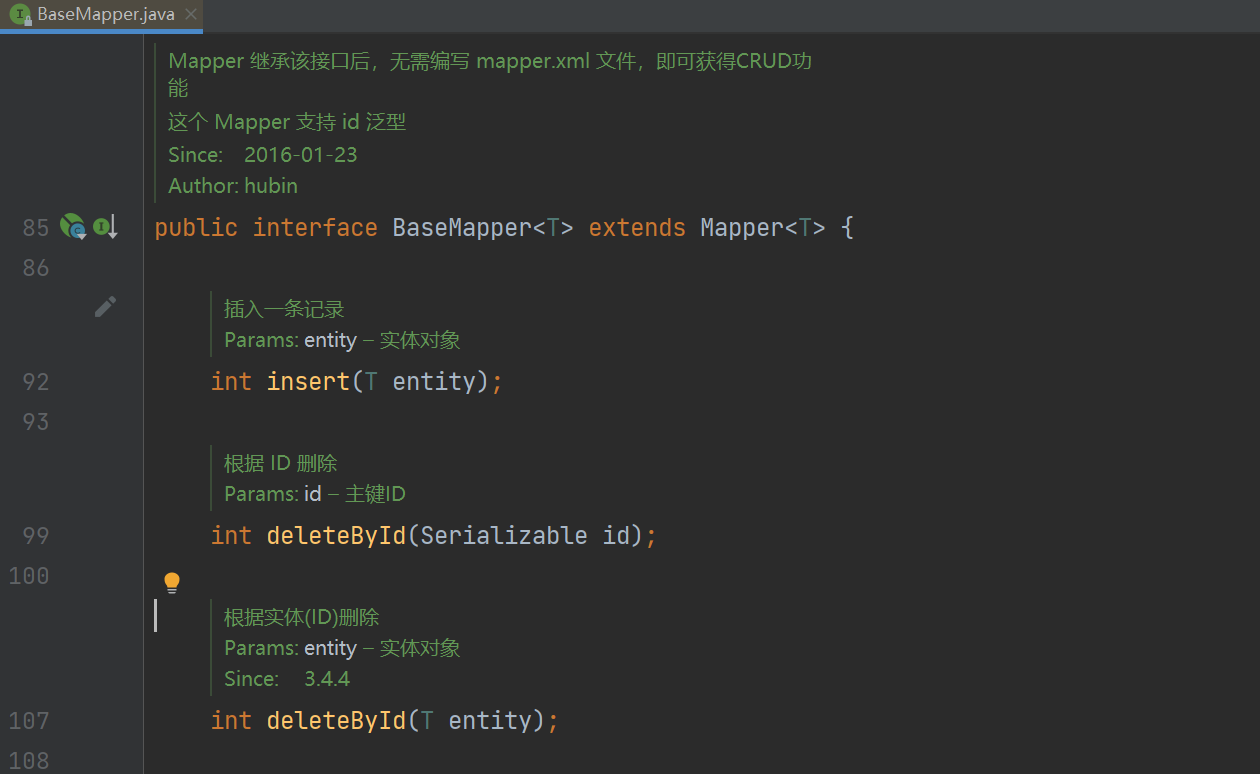 BaseMapper.java
Mapper 继承该接口后，无需编写 mapper.xml 文件，即可获得CRUD功
能
这个 Mapper 支持 id 泛型
Since: 2016-01-23
Author: hubin
85 public interface BaseMapper<T> extends Mapper<T> {
86
插入一条记录
Params: entity – 实体对象
92 int insert(T entity);
93
根据 ID 删除
Params: id – 主键ID
99 int deleteById(Serializable id);
100
根据实体(ID)删除
Params: entity – 实体对象
Since: 3.4.4
107 int deleteById(T entity);
108